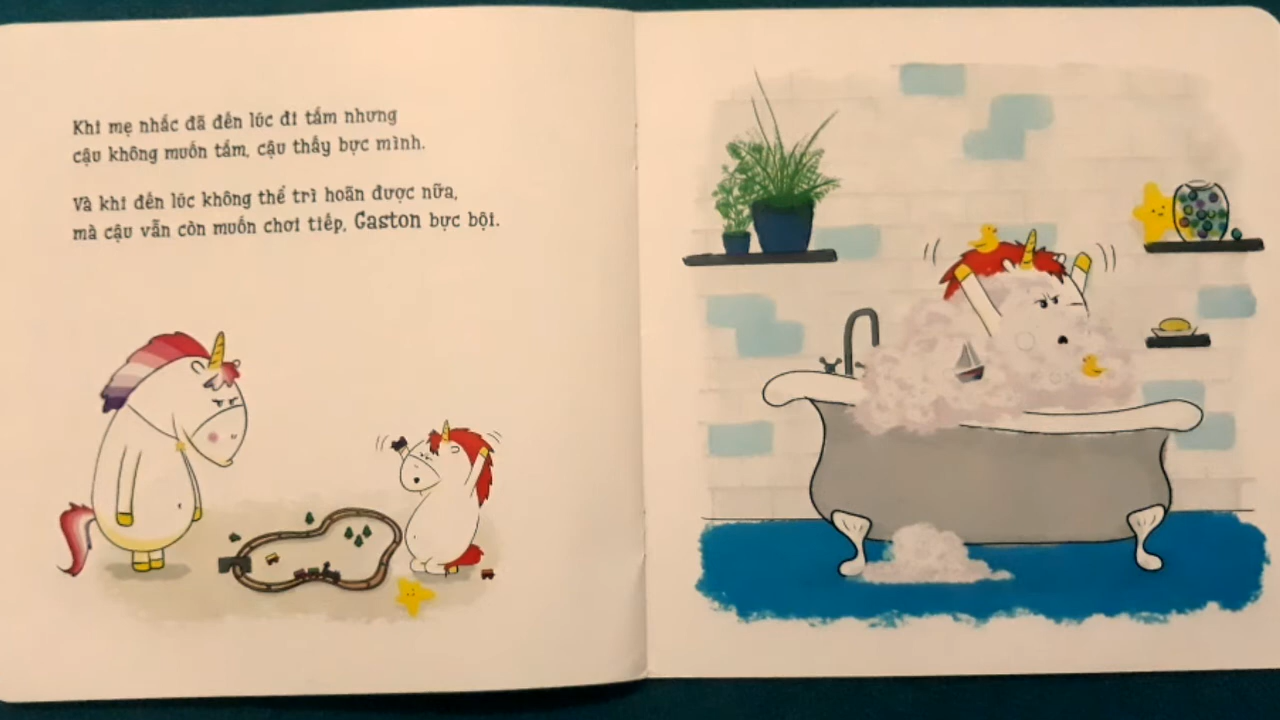 Khi mẹ nhắc đã đến lúc đi tắm nhưng
cậu không muốn tắm, cậu thấy bực mình.
Và khi đến lúc không thể trì hoãn được nữa,
mà cậu vẫn còn muốn chơi tiếp, Gaston bực bội.